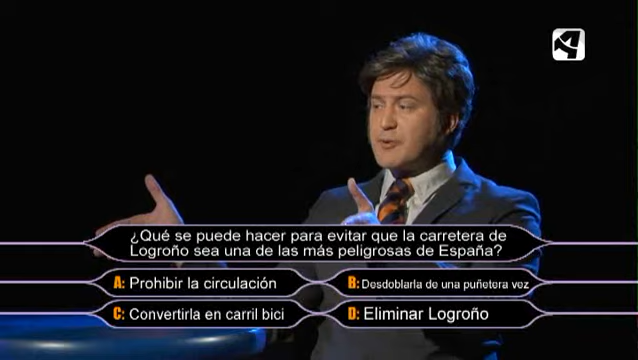 ¿Qué se puede hacer para evitar que la carretera de
Logroño sea una de las más peligrosas de España?
A: Prohibir la circulación
B: Desdoblarla de una puñetera vez
C: Convertirla en carril bici
D: Eliminar Logroño